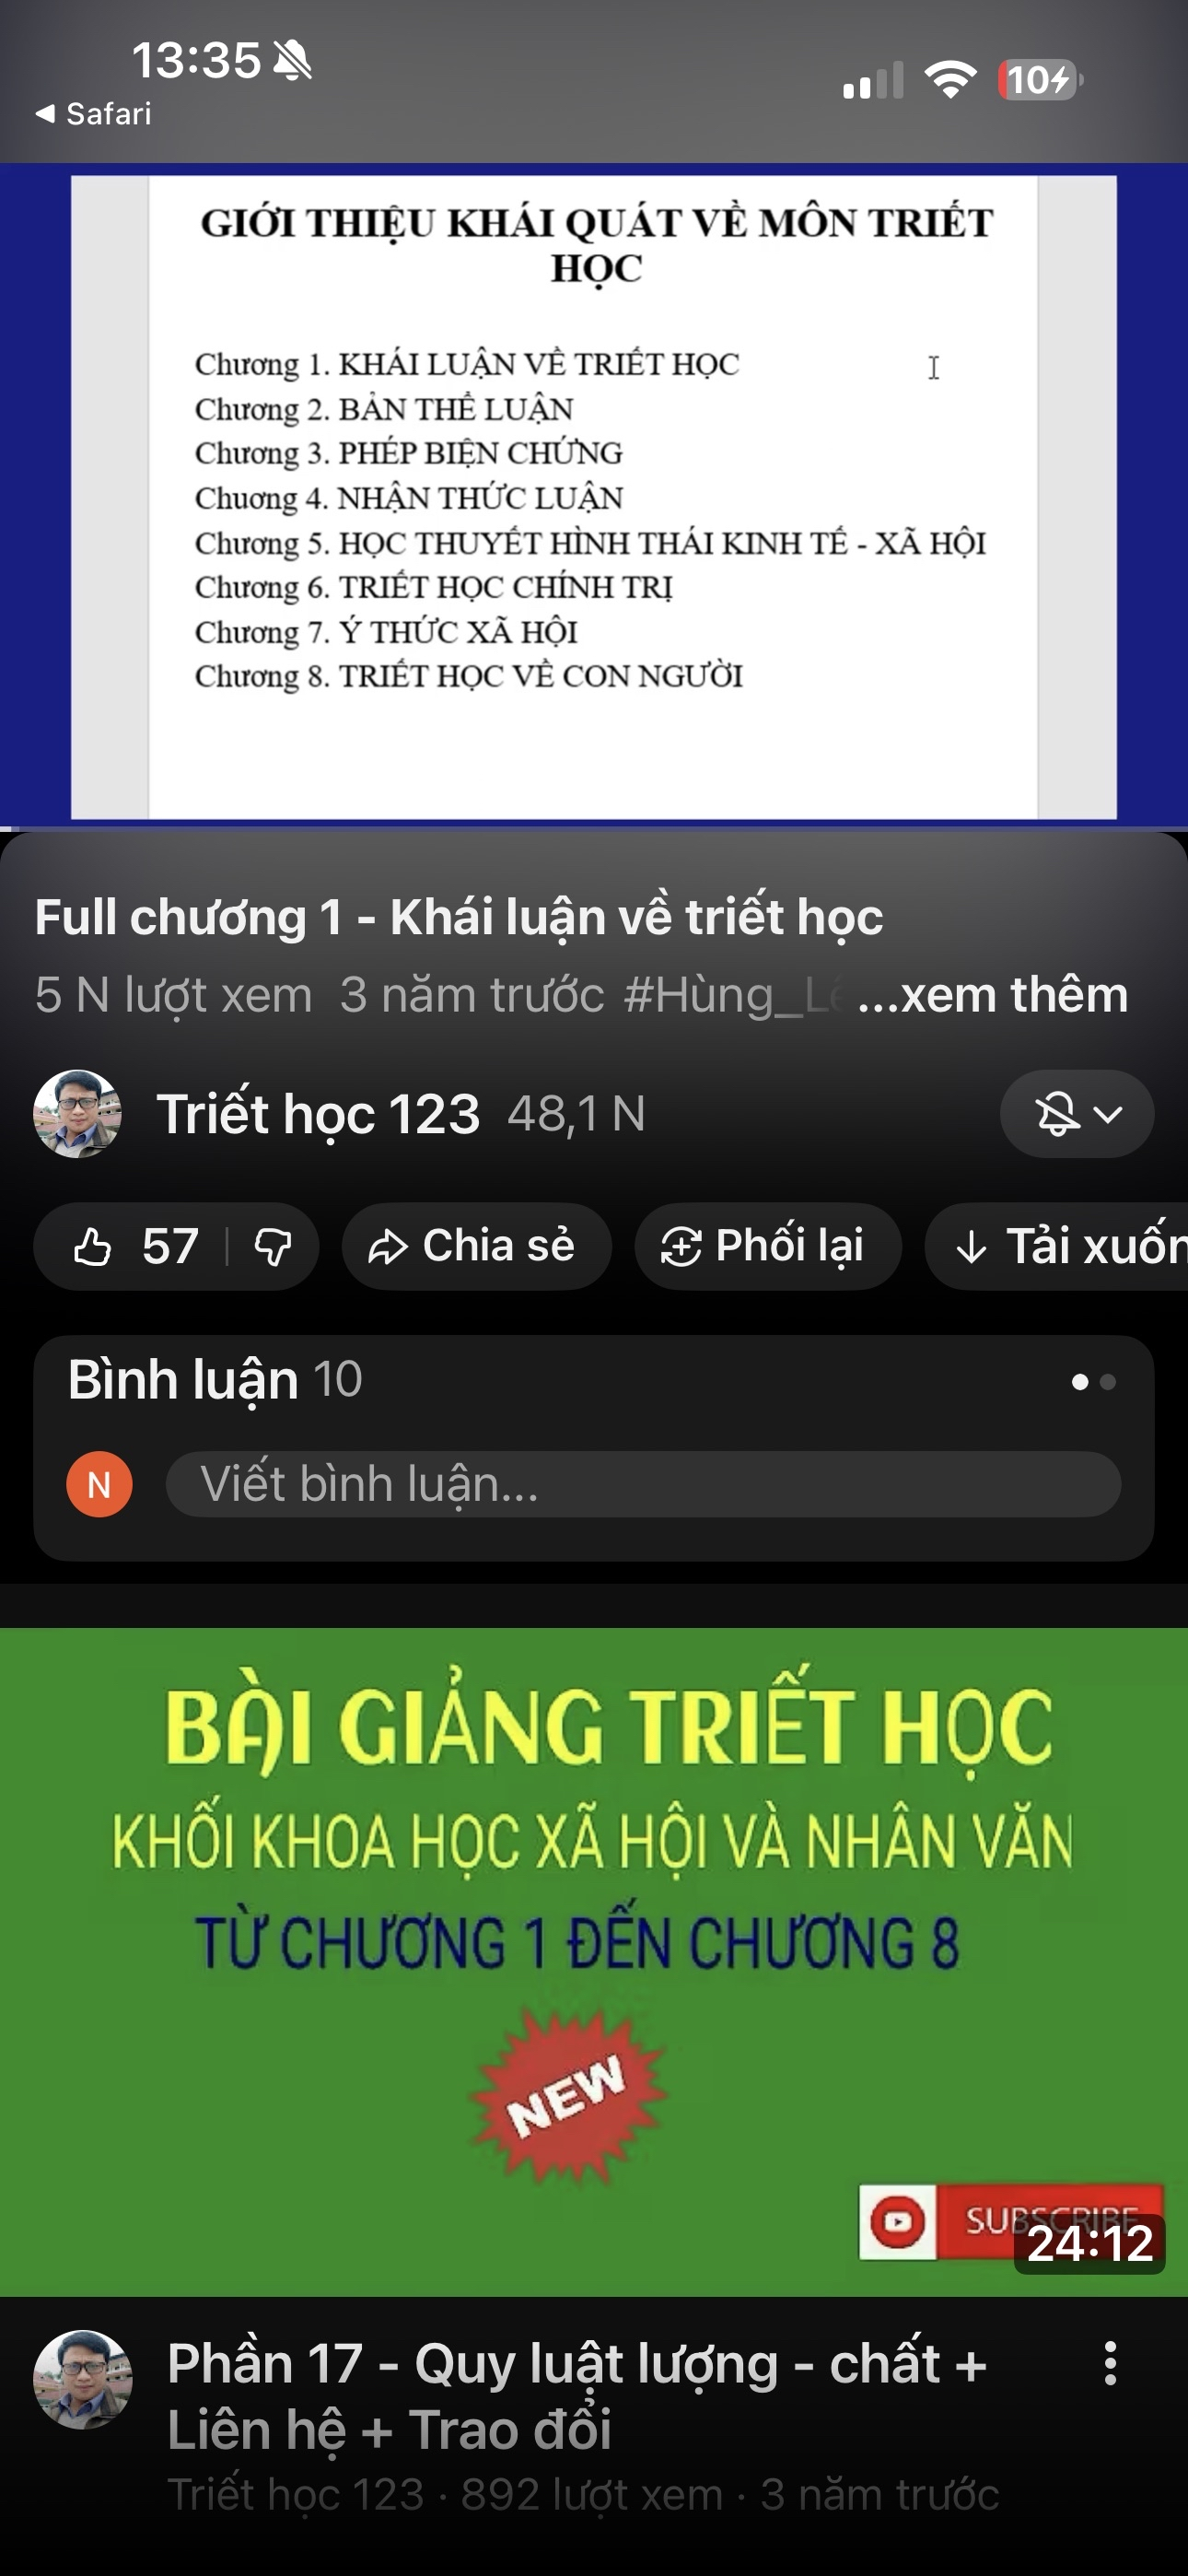 13:35
10
Safari
GIỚI THIỆU KHÁI QUÁT VỀ MÔN TRIẾT
HỌC
Chương 1. KHÁI LUẬN VỀ TRIẾT HỌC
Chương 2. BẢN THỂ LUẬN
Chương 3. PHÉP BIỆN CHỨNG
Chuơng 4. NHẬN THỨC LUẬN
Chương 5. HỌC THUYẾT HÌNH THÁI KINH TẾ - XÃ HỘI
Chương 6. TRIẾT HỌC CHÍNH TRỊ
Chương 7. Ý THỨC XÃ HỘI
Chương 8. TRIẾT HỌC VỀ CON NGƯỜI
Full chương 1 - Khái luận về triết học
5 N lượt xem 3 năm trước #Hùng_Lê ...xem thêm
Triết học 123 48,1 N
57 Chia sẻ Phối lại Tải xuốn
Bình luận 10
N Viết bình luận...
BÀI GIẢNG TRIẾT HỌC
KHỐI KHOA HỌC XÃ HỘI VÀ NHÂN VĂN
TỪ CHƯƠNG 1 ĐẾN CHƯƠNG 8
NEW
SUBSCRIBE
24:12
Phần 17 - Quy luật lượng - chất +
Liên hệ + Trao đổi
Triết học 123 · 892 lượt xem · 3 năm trước